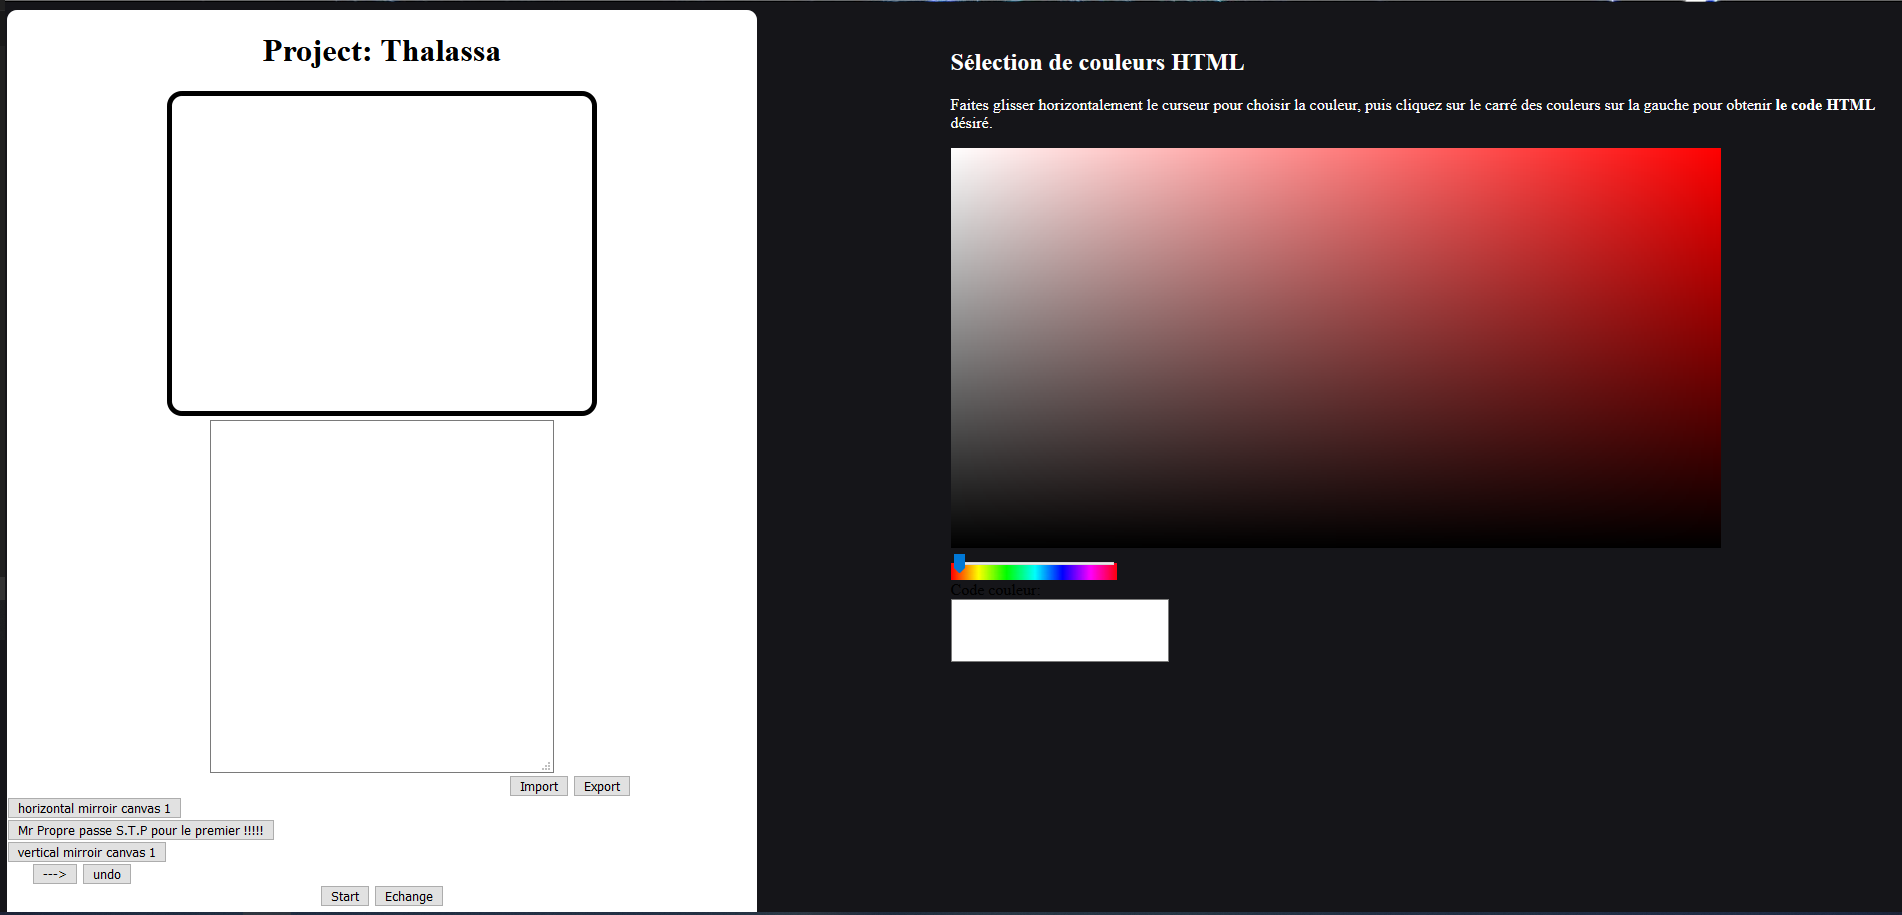 Project: Thalassa
Import Export
horizontal mirroir canvas 1
Mr Propre passe S.T.P pour le premier !!!!!
vertical mirroir canvas 1
---> undo
Start Echange
Sélection de couleurs HTML
Faites glisser horizontalement le curseur pour choisir la couleur, puis cliquez sur le carré des couleurs sur la gauche pour obtenir le code HTML
désiré.
Code couleur: